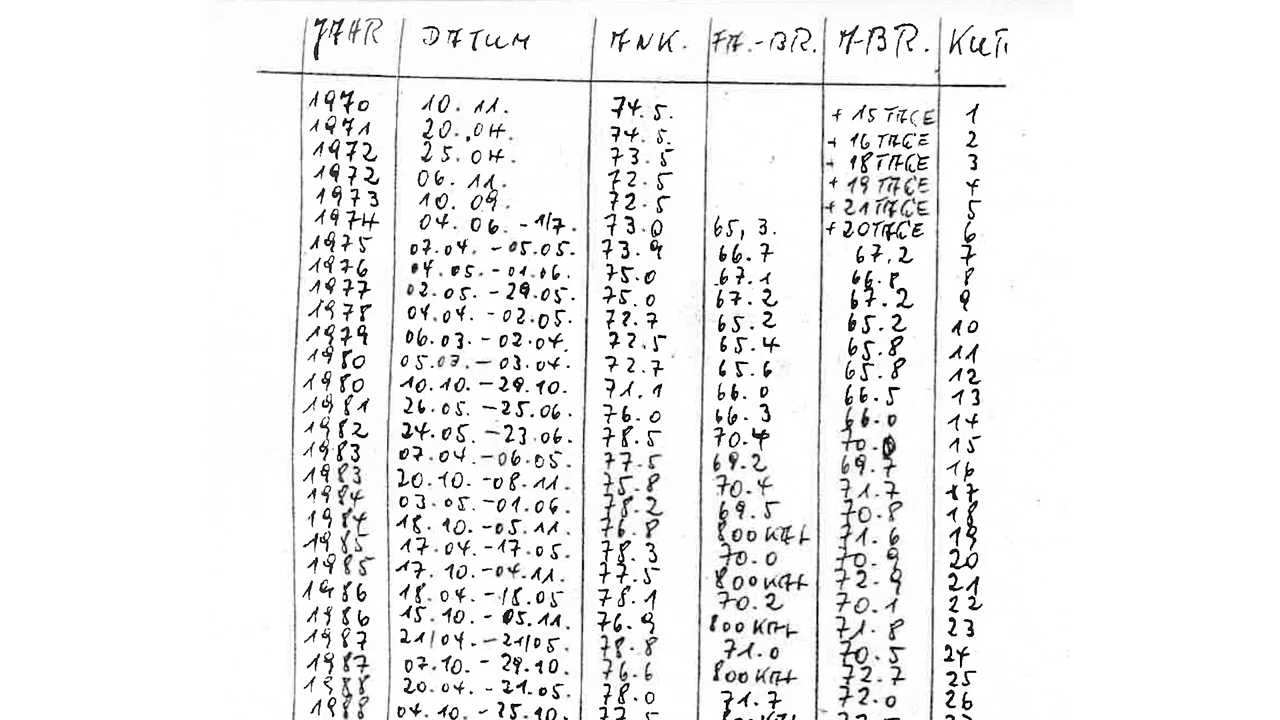 JAHR DATUM ANK. FA.-BR. A-BR. KUR
1970 10.11. 74.5. + 15 TAGE 1
1971 20.04. 74.5. + 16 TAGE 2
1972 25.04. 73.5 + 18 TAGE 3
1972 06.11. 72.5 + 19 TAGE 4
1973 10.09. 72.5 + 21 TAGE 5
1974 04.06.-1/7. 73.0 65,3. + 20 TAGE 6
1975 07.04.-05.05. 73.9 66.7 67.2 7
1976 04.05.-01.06. 75.0 67.1 66.8 8
1977 02.05.-29.05. 75.0 67.2 67.2 9
1978 04.04.-02.05. 72.7 65.2 65.2 10
1979 06.03.-02.04. 72.5 65.4 65.8 11
1980 05.03.-03.04. 72.7 65.6 65.8 12
1980 10.10.-29.10. 71.1 66.0 66.5 13
1981 26.05.-25.06. 76.0 66.3 66.0 14
1982 24.05.-23.06. 78.5 70.4 70.0 15
1983 07.04.-06.05. 77.5 69.2 69.7 16
1983 20.10.-08.11. 75.8 70.4 71.7 17
1984 03.05.-01.06. 78.2 69.5 70.8 18
1984 18.10.-05.11. 76.8 800 KAL 71.6 19
1985 17.04.-17.05. 78.3 70.0 70.9 20
1985 17.10.-04.11. 77.5 800 KAL 72.9 21
1986 18.04.-18.05 78.1 70.2 70.1 22
1986 15.10.-05.11. 76.9 800 KAL 71.8 23
1987 21/04.-21/05. 78.8 71.0 70.5 24
1987 07.10.-29.10. 76.6 800 KAL 72.7 25
1988 20.04.-21.05. 78.0 71.7 72.0 26
1988 04.10.-25.10.